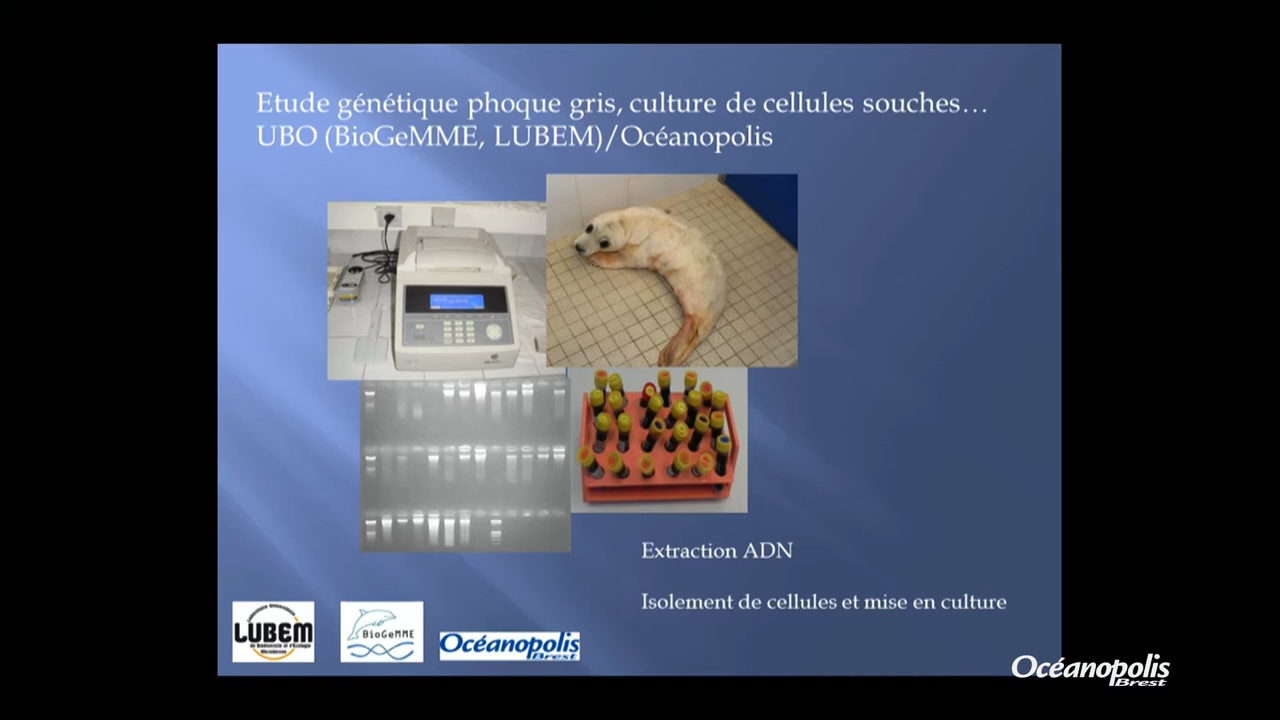 Etude génétique phoque gris, culture de cellules souches…
UBO (BioGeMME, LUBEM)/Océanopolis
Extraction ADN
Isolement de cellules et mise en culture
LUBEM
BioGeMME
Océanopolis
Brest
Océanopolis
Brest